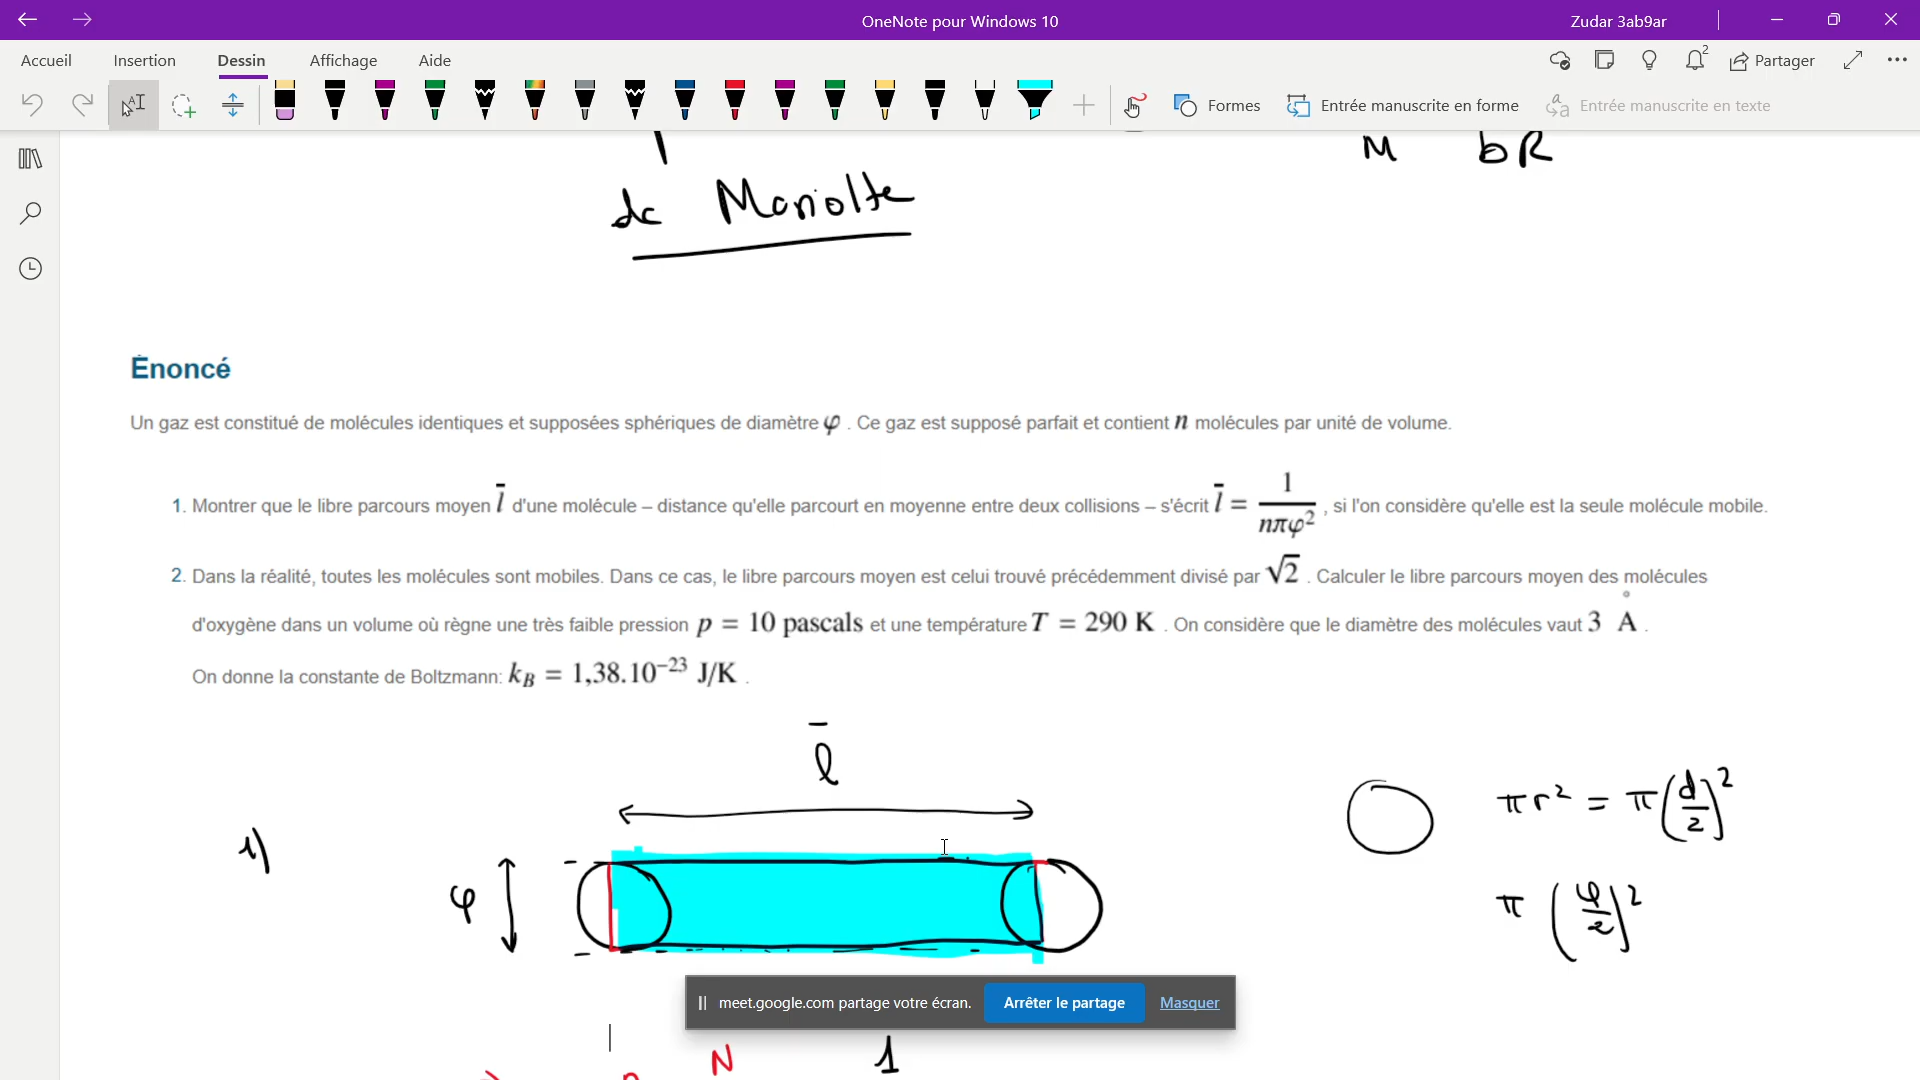 OneNote pour Windows 10
Zudar 3ab9ar
Accueil Insertion Dessin Affichage Aide
2
Partager
Formes Entrée manuscrite en forme Entrée manuscrite en texte
M bR
de Mariolte
Énoncé
Un gaz est constitué de molécules identiques et supposées sphériques de diamètre φ . Ce gaz est supposé parfait et contient n molécules par unité de volume.
1. Montrer que le libre parcours moyen l̄ d'une molécule – distance qu'elle parcourt en moyenne entre deux collisions – s'écrit l̄ = 1/(nπφ²) , si l'on considère qu'elle est la seule molécule mobile.
2. Dans la réalité, toutes les molécules sont mobiles. Dans ce cas, le libre parcours moyen est celui trouvé précédemment divisé par √2 . Calculer le libre parcours moyen des molécules
d'oxygène dans un volume où règne une très faible pression p = 10 pascals et une température T = 290 K . On considère que le diamètre des molécules vaut 3 Å .
On donne la constante de Boltzmann: k_B = 1,38.10⁻²³ J/K .
l̄
πr² = π(d/2)²
1)
φ
π (φ/2)²
meet.google.com partage votre écran. Arrêter le partage Masquer
N 1